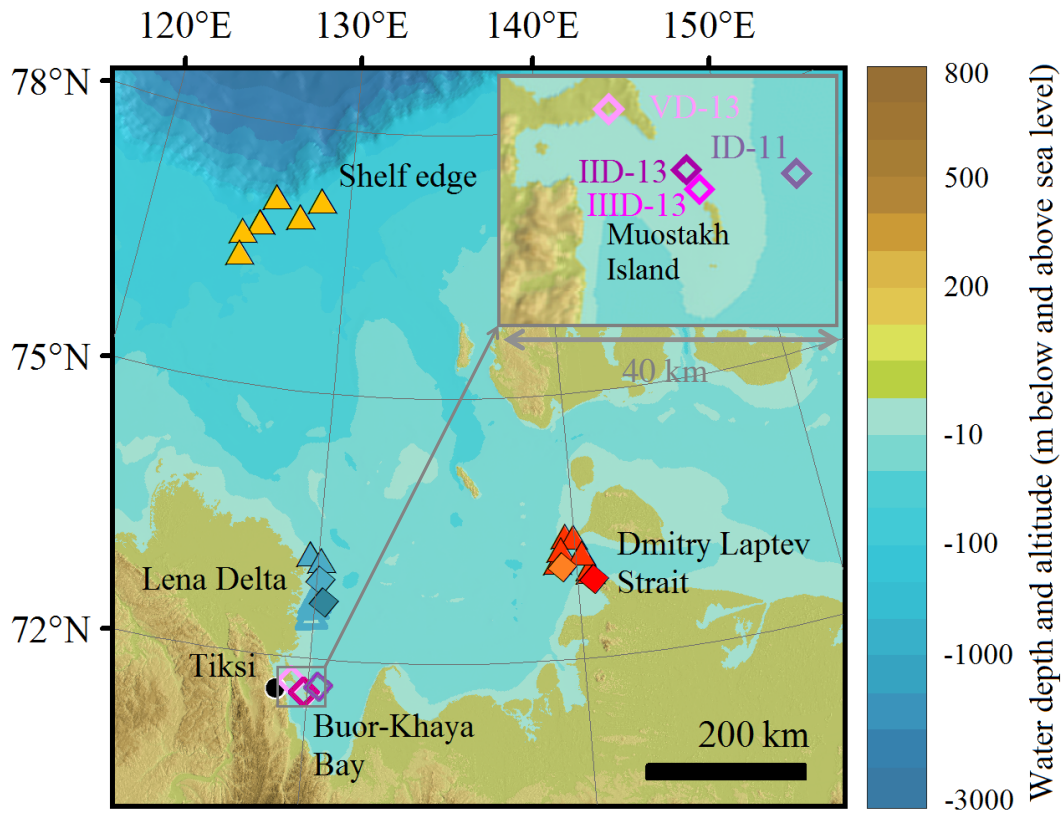 120°E
130°E
140°E
150°E
78°N
75°N
72°N
Shelf edge
VD-13
ID-11
IID-13
IIID-13
Muostakh
Island
40 km
Lena Delta
Dmitry Laptev
Strait
Tiksi
Buor-Khaya
Bay
200 km
800
500
200
-10
-100
-1000
-3000
Water depth and altitude (m below and above sea level)